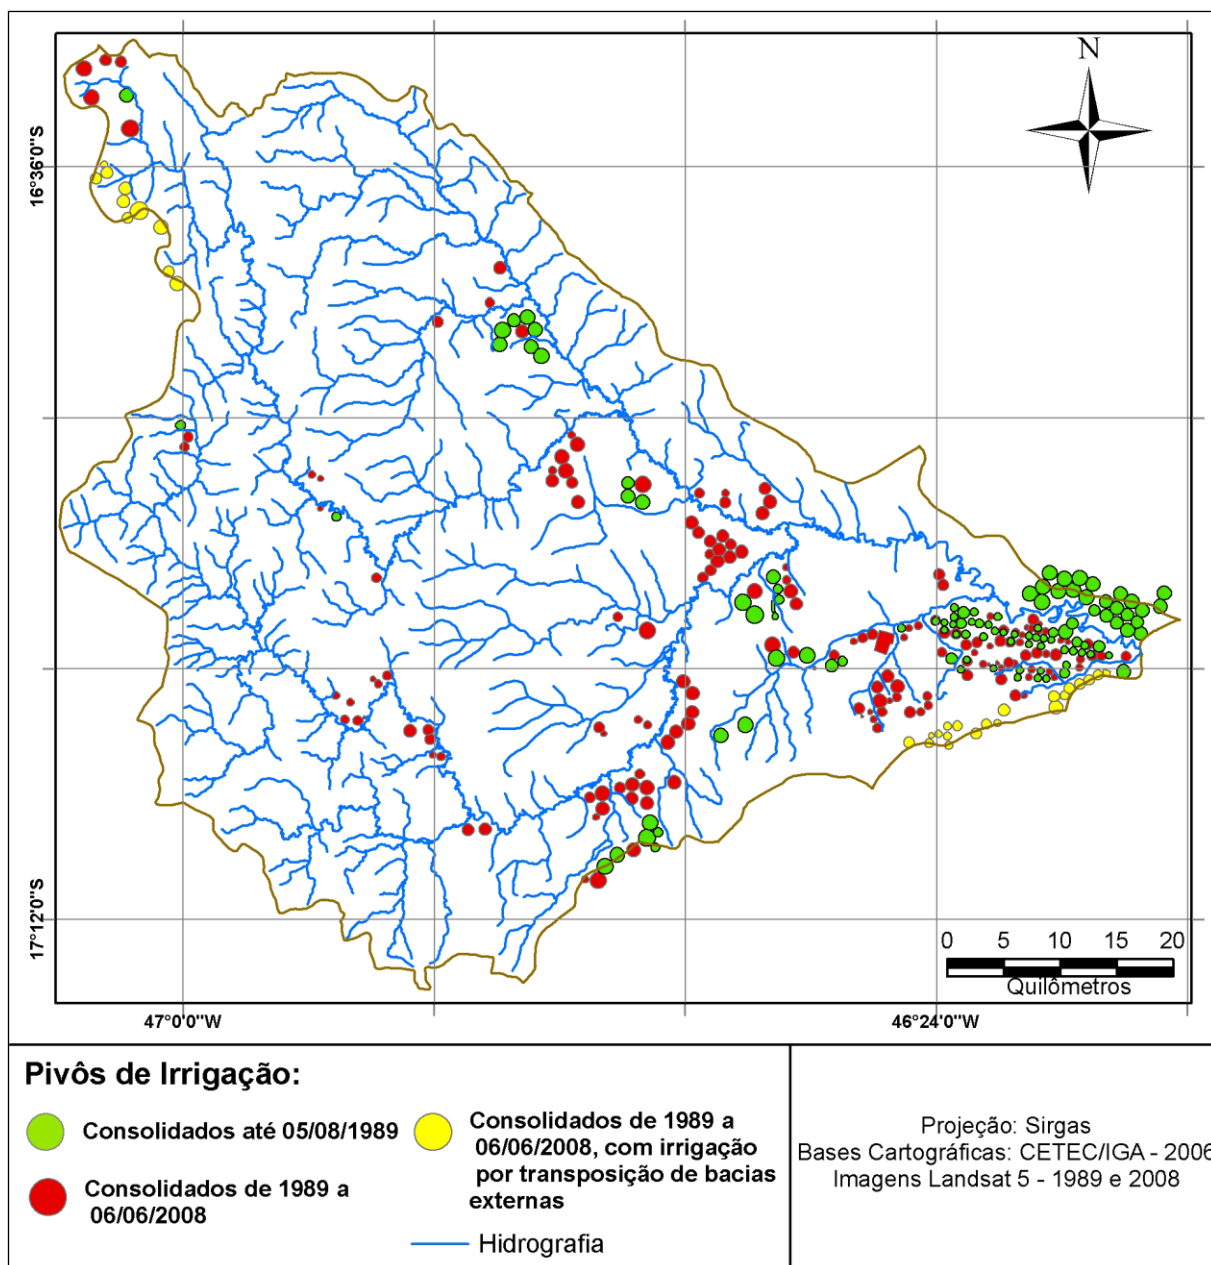 N
16°36'0"S
17°12'0"S
0 5 10 15 20
Quilômetros
47°0'0"W
46°24'0"W
Pivôs de Irrigação:
Consolidados até 05/08/1989
Consolidados de 1989 a
06/06/2008
Consolidados de 1989 a
06/06/2008, com irrigação
por transposição de bacias
externas
Hidrografia
Projeção: Sirgas
Bases Cartográficas: CETEC/IGA - 2006
Imagens Landsat 5 - 1989 e 2008